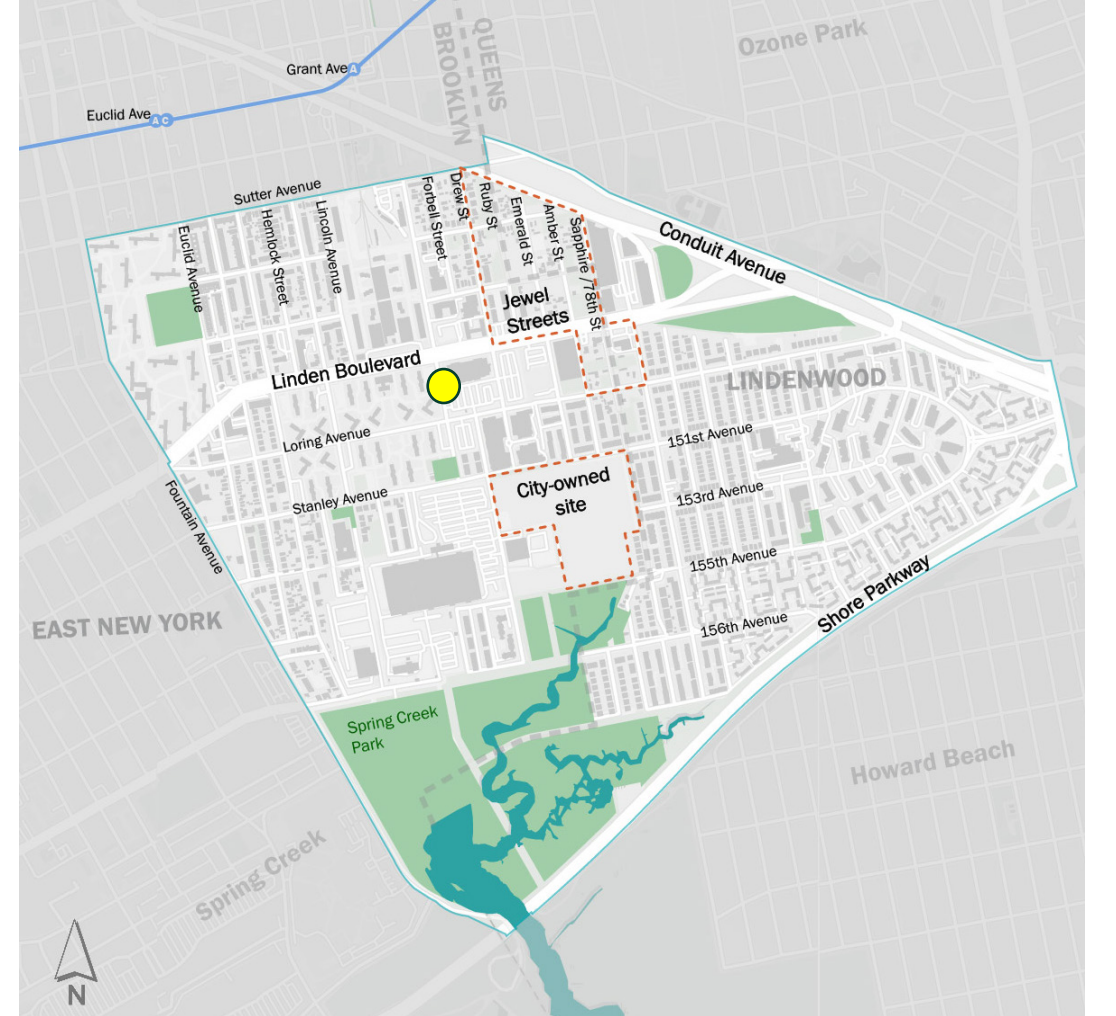 QUEENS
BROOKLYN
Ozone Park
Grant Ave
A
Euclid Ave
A C
Sutter Avenue
Euclid Avenue
Hemlock Street
Lincoln Avenue
Forbell Street
Drew St
Ruby St
Emerald St
Amber St
Sapphire /78th St
Conduit Avenue
Jewel
Streets
Linden Boulevard
LINDENWOOD
Loring Avenue
151st Avenue
City-owned
site
Stanley Avenue
153rd Avenue
Fountain Avenue
155th Avenue
Shore Parkway
EAST NEW YORK
156th Avenue
Spring Creek
Park
Howard Beach
Spring Creek
N